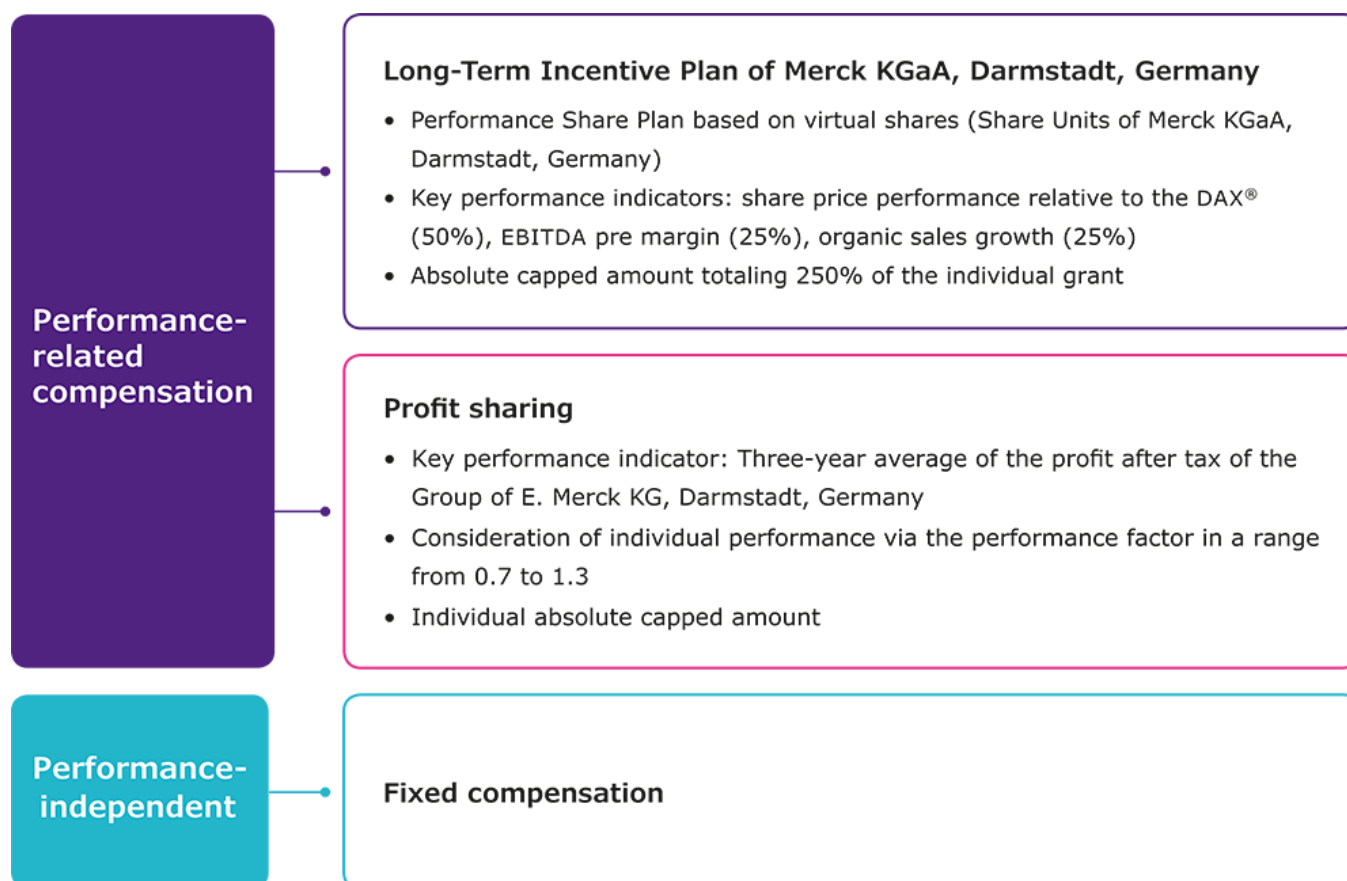 Performance-
related
compensation
Long-Term Incentive Plan of Merck KGaA, Darmstadt, Germany
• Performance Share Plan based on virtual shares (Share Units of Merck KGaA,
Darmstadt, Germany)
• Key performance indicators: share price performance relative to the DAX®
(50%), EBITDA pre margin (25%), organic sales growth (25%)
• Absolute capped amount totaling 250% of the individual grant
Profit sharing
• Key performance indicator: Three-year average of the profit after tax of the
Group of E. Merck KG, Darmstadt, Germany
• Consideration of individual performance via the performance factor in a range
from 0.7 to 1.3
• Individual absolute capped amount
Performance-
independent
Fixed compensation